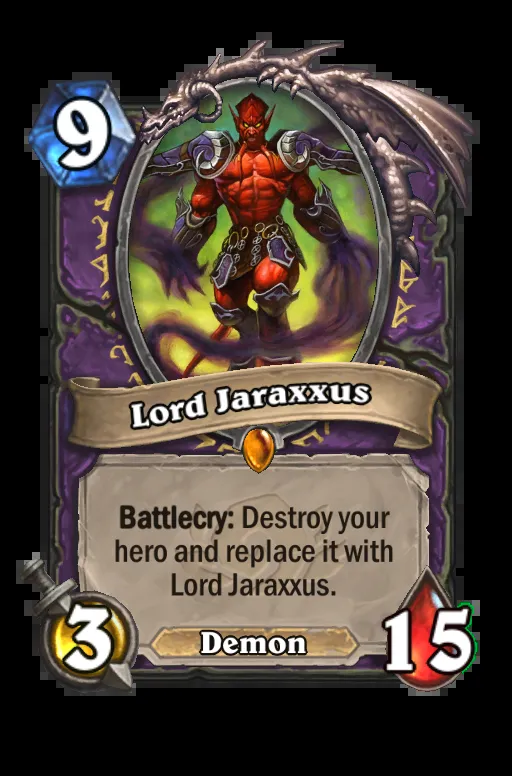 9
Lord Jaraxxus
Battlecry: Destroy your
hero and replace it with
Lord Jaraxxus.
3
Demon
15